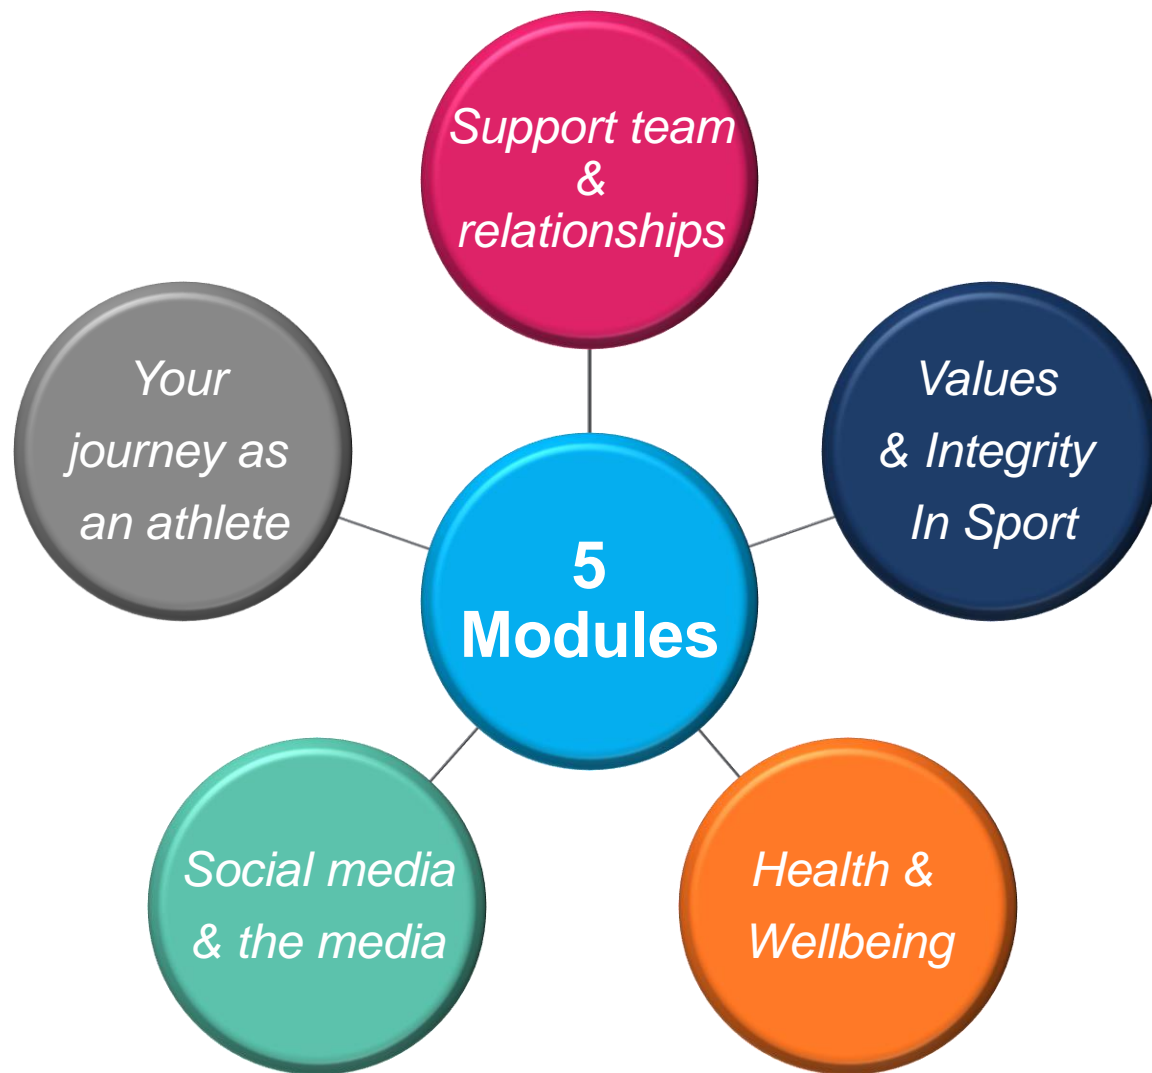 Support team
&
relationships
Your
journey as
an athlete
Values
& Integrity
In Sport
5
Modules
Social media
& the media
Health &
Wellbeing